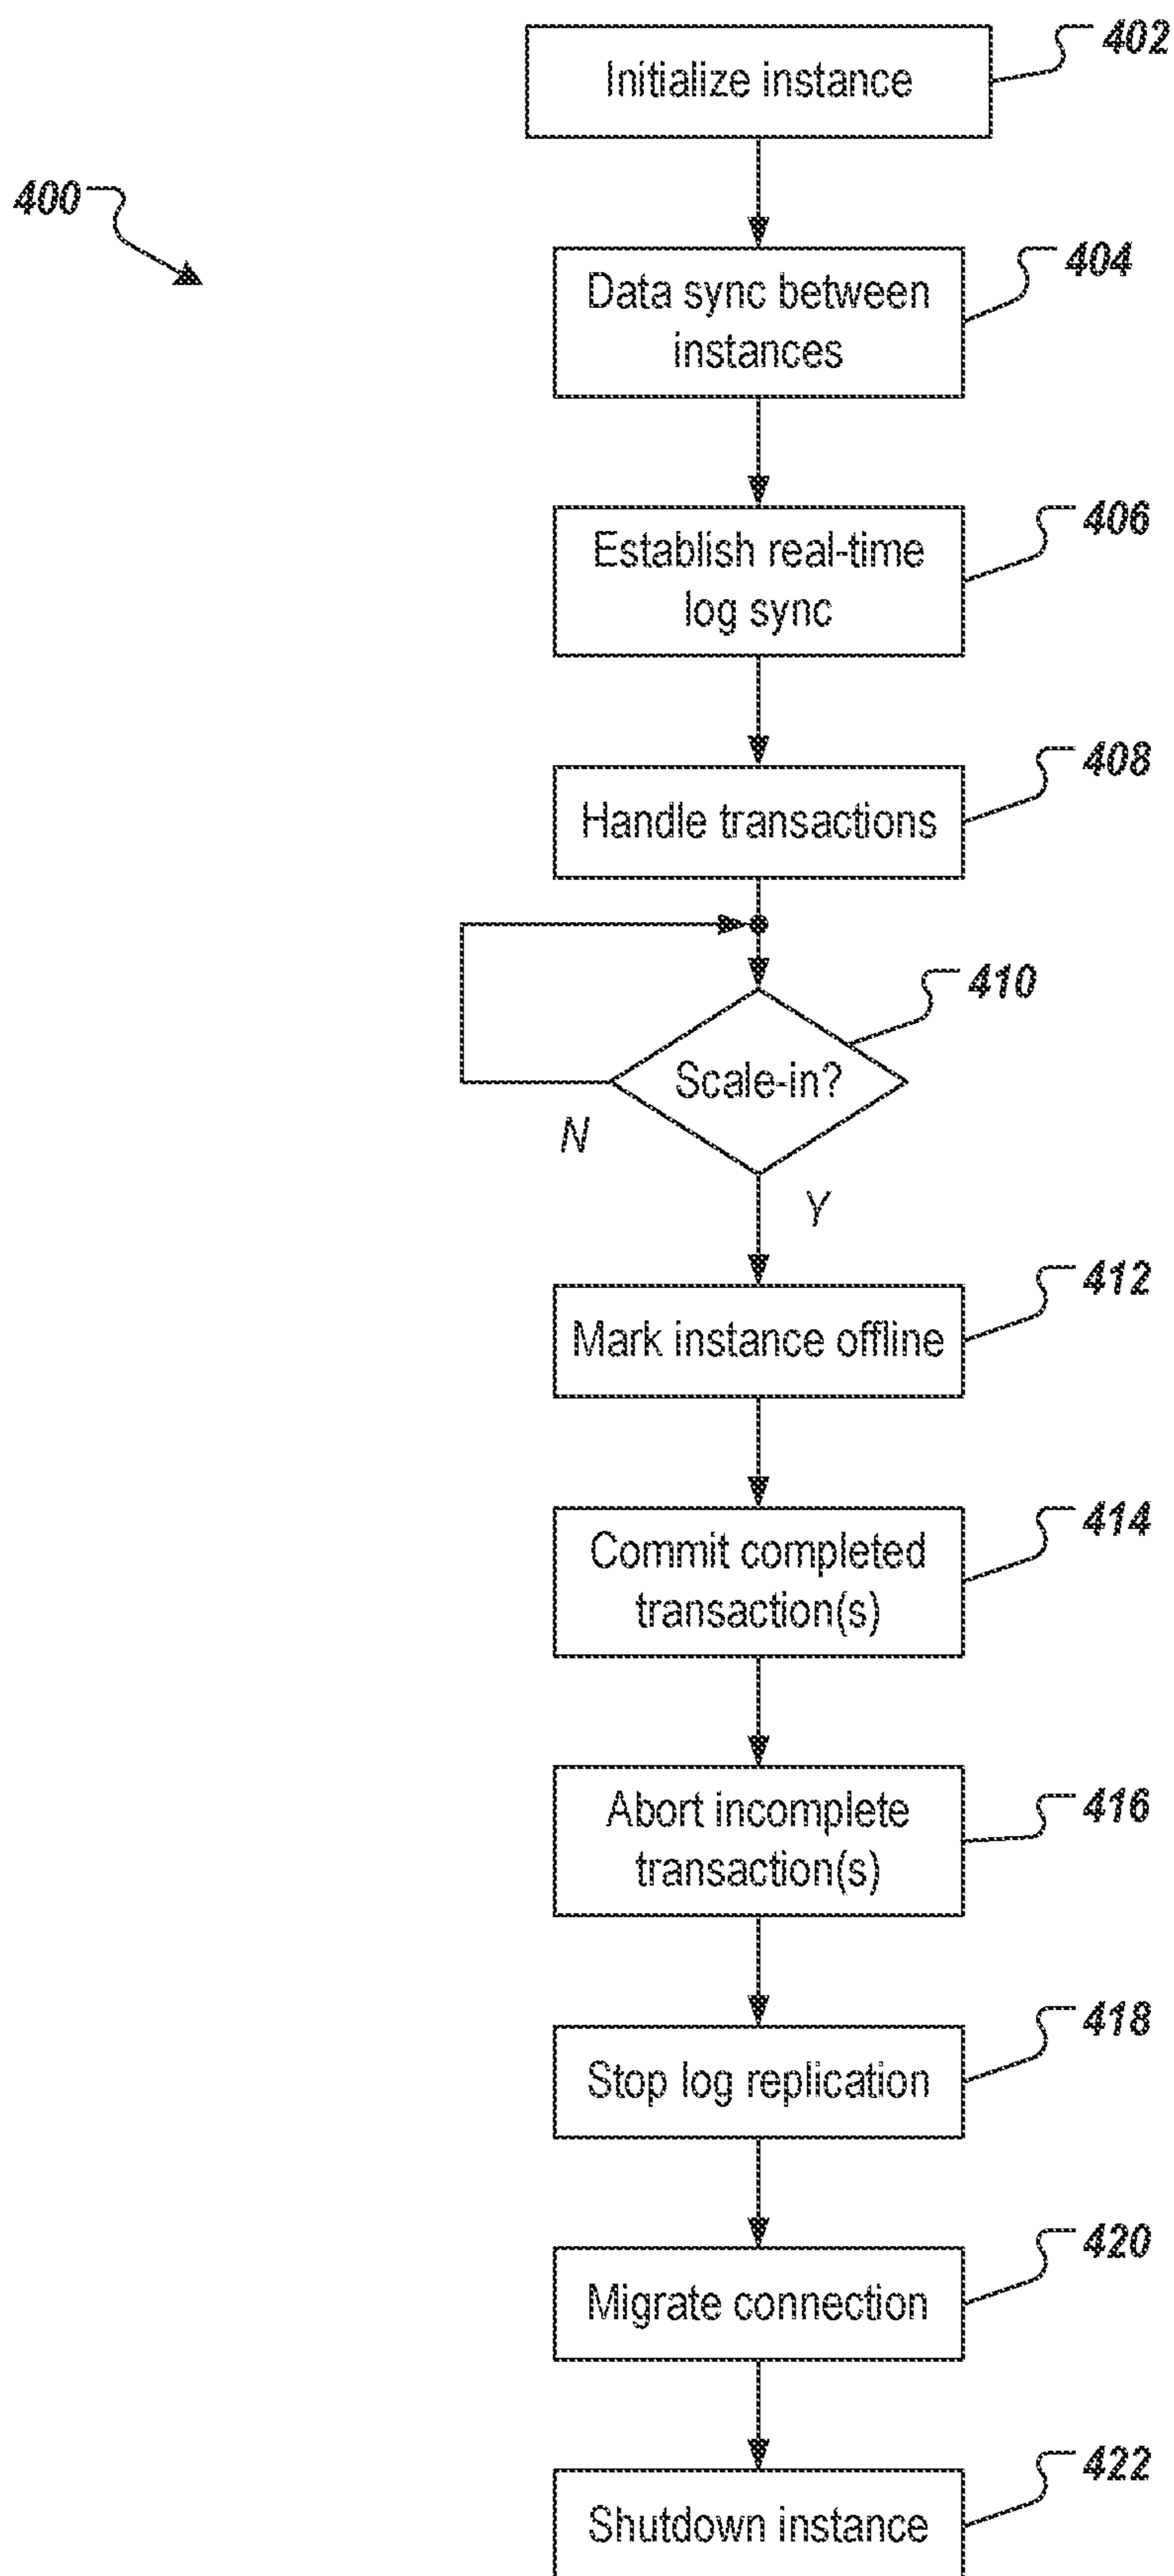 402
Initialize instance
400
404
Data sync between
instances
406
Establish real-time
log sync
408
Handle transactions
410
Scale-in?
N
Y
412
Mark instance offline
414
Commit completed
transaction(s)
416
Abort incomplete
transaction(s)
418
Stop log replication
420
Migrate connection
422
Shutdown instance